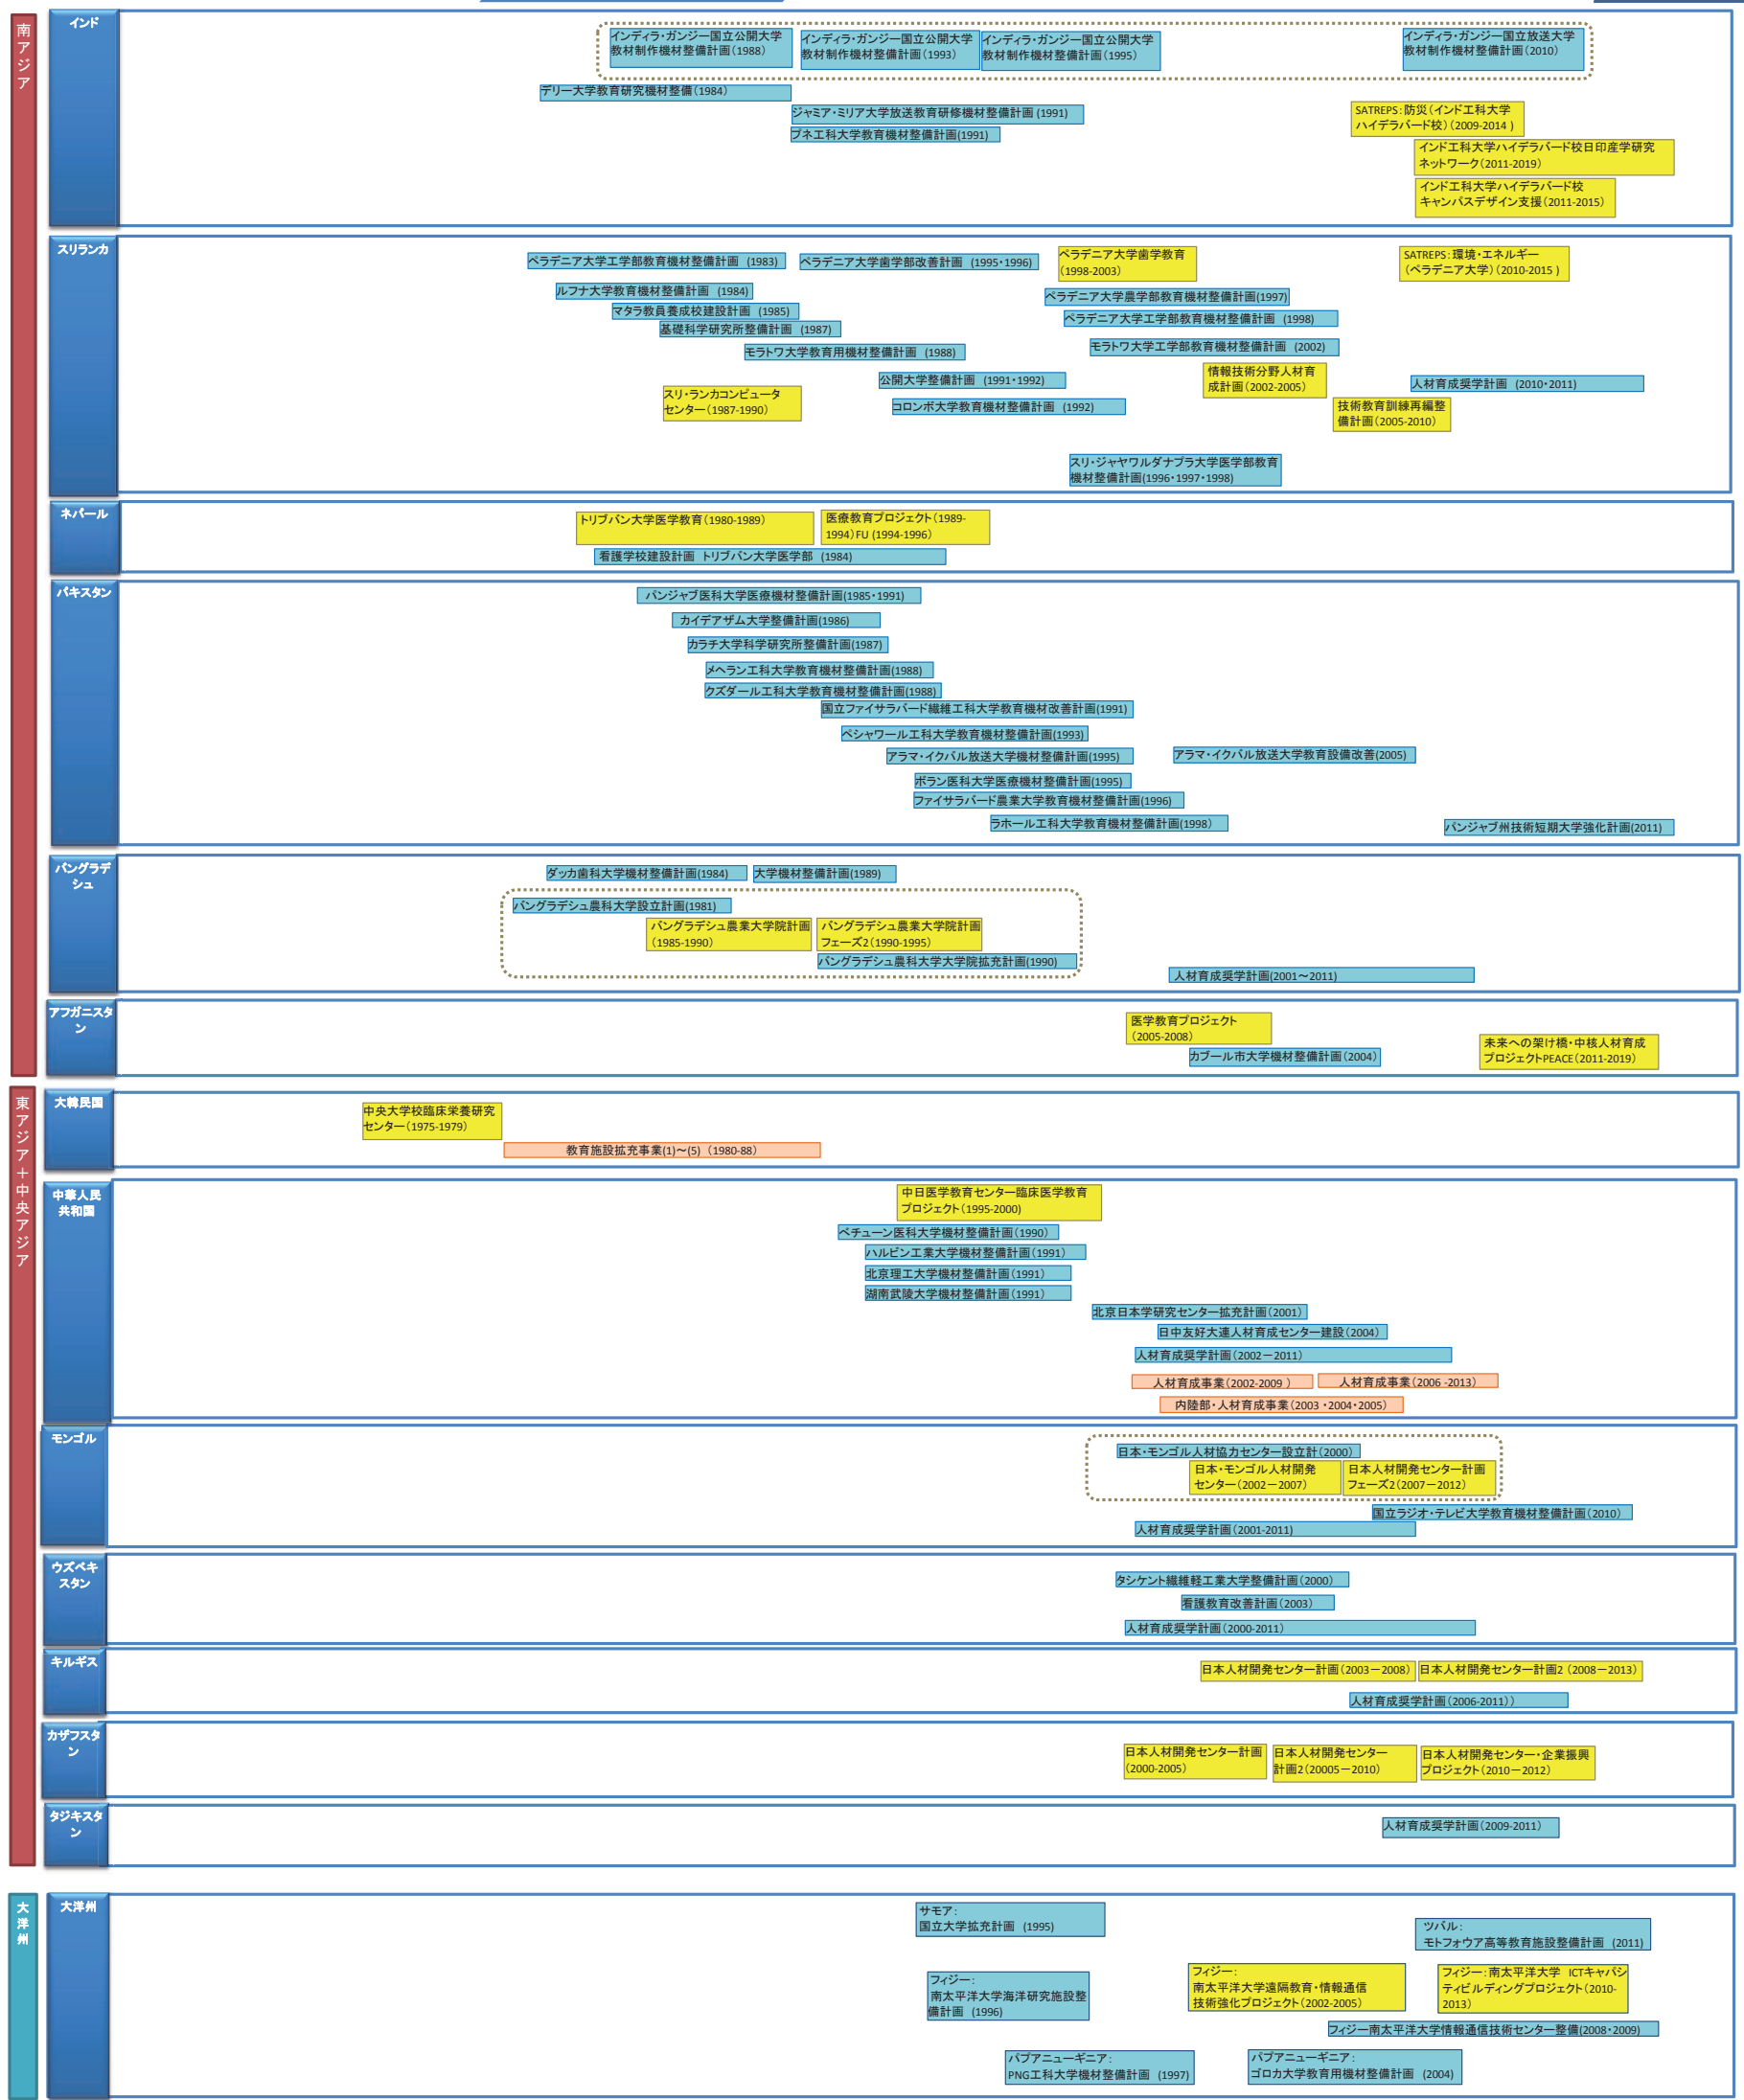 南アジア
インド
インディラ・ガンジー国立公開大学
教材制作機材整備計画(1988)
インディラ・ガンジー国立公開大学
教材制作機材整備計画(1993)
インディラ・ガンジー国立公開大学
教材制作機材整備計画(1995)
インディラ・ガンジー国立放送大学
教材制作機材整備計画(2010)
デリー大学教育研究機材整備(1984)
ジャミア・ミリア大学放送教育研修機材整備計画(1991)
プネ工科大学教育機材整備計画(1991)
SATREPS:防災(インド工科大学
ハイデラバード校)(2009-2014 )
インド工科大学ハイデラバード校日印産学研究
ネットワーク(2011-2019)
インド工科大学ハイデラバード校
キャンパスデザイン支援(2011-2015)
スリランカ
ペラデニア大学工学部教育機材整備計画 (1983)
ペラデニア大学歯学部改善計画 (1995・1996)
ペラデニア大学歯学教育
(1998-2003)
SATREPS:環境・エネルギー
(ペラデニア大学)(2010-2015 )
ルフナ大学教育機材整備計画 (1984)
ペラデニア大学農学部教育機材整備計画(1997)
マタラ教員養成校建設計画 (1985)
ペラデニア大学工学部教育機材整備計画 (1998)
基礎科学研究所整備計画 (1987)
モラトワ大学教育用機材整備計画 (1988)
モラトワ大学工学部教育機材整備計画 (2002)
公開大学整備計画 (1991・1992)
情報技術分野人材育
成計画(2002-2005)
人材育成奨学計画 (2010・2011)
スリ・ランカコンピュータ
センター(1987-1990)
コロンボ大学教育機材整備計画 (1992)
技術教育訓練再編整
備計画(2005-2010)
スリ・ジャヤワルダナプラ大学医学部教育
機材整備計画(1996・1997・1998)
ネパール
トリブバン大学医学教育(1980-1989)
医療教育プロジェクト(1989-
1994)FU (1994-1996)
看護学校建設計画 トリブバン大学医学部 (1984)
パキスタン
パンジャブ医科大学医療機材整備計画(1985・1991)
カイデアザム大学整備計画(1986)
カラチ大学科学研究所整備計画(1987)
メヘラン工科大学教育機材整備計画(1988)
クズダール工科大学教育機材整備計画(1988)
国立ファイサラバード繊維工科大学教育機材改善計画(1991)
ペシャワール工科大学教育機材整備計画(1993)
アラマ・イクバル放送大学機材整備計画(1995)
アラマ・イクバル放送大学教育設備改善(2005)
ボラン医科大学医療機材整備計画(1995)
ファイサラバード農業大学教育機材整備計画(1996)
ラホール工科大学教育機材整備計画(1998)
パンジャブ州技術短期大学強化計画(2011)
バングラデ
シュ
ダッカ歯科大学機材整備計画(1984)
大学機材整備計画(1989)
バングラデシュ農科大学設立計画(1981)
バングラデシュ農業大学院計画
(1985-1990)
バングラデシュ農業大学院計画
フェーズ2(1990-1995)
バングラデシュ農科大学大学院拡充計画(1990)
人材育成奨学計画(2001～2011)
アフガニスタ
ン
医学教育プロジェクト
(2005-2008)
カブール市大学機材整備計画(2004)
未来への架け橋・中核人材育成
プロジェクトPEACE(2011-2019)
東アジア＋中央アジア
大韓民国
中央大学校臨床栄養研究
センター(1975-1979)
教育施設拡充事業(1)～(5) (1980-88)
中華人民
共和国
中日医学教育センター臨床医学教育
プロジェクト(1995-2000)
ベチューン医科大学機材整備計画(1990)
ハルビン工業大学機材整備計画(1991)
北京理工大学機材整備計画(1991)
湖南武陵大学機材整備計画(1991)
北京日本学研究センター拡充計画(2001)
日中友好大連人材育成センター建設(2004)
人材育成奨学計画(2002－2011)
人材育成事業(2002-2009 )
人材育成事業(2006 -2013)
内陸部・人材育成事業(2003 ・2004・2005)
モンゴル
日本・モンゴル人材協力センター設立計(2000)
日本・モンゴル人材開発
センター(2002－2007)
日本人材開発センター計画
フェーズ2(2007－2012)
国立ラジオ・テレビ大学教育機材整備計画(2010)
人材育成奨学計画(2001-2011)
ウズベキ
スタン
タシケント繊維軽工業大学整備計画(2000)
看護教育改善計画(2003)
人材育成奨学計画(2000-2011)
キルギス
日本人材開発センター計画(2003－2008)
日本人材開発センター計画2 (2008－2013)
人材育成奨学計画(2006-2011))
カザフスタ
ン
日本人材開発センター計画
(2000-2005)
日本人材開発センター
計画2(20005－2010)
日本人材開発センター・企業振興
プロジェクト(2010－2012)
タジキスタ
ン
人材育成奨学計画(2009-2011)
大洋州
大洋州
サモア:
国立大学拡充計画 (1995)
ツバル:
モトフォウア高等教育施設整備計画 (2011)
フィジー:
南太平洋大学海洋研究施設整
備計画 (1996)
フィジー:
南太平洋大学遠隔教育・情報通信
技術強化プロジェクト(2002-2005)
フィジー:南太平洋大学 ICTキャパシ
ティビルディングプロジェクト(2010-
2013)
フィジー南太平洋大学情報通信技術センター整備(2008・2009)
パプアニューギニア:
PNG工科大学機材整備計画 (1997)
パプアニューギニア:
ゴロカ大学教育用機材整備計画 (2004)